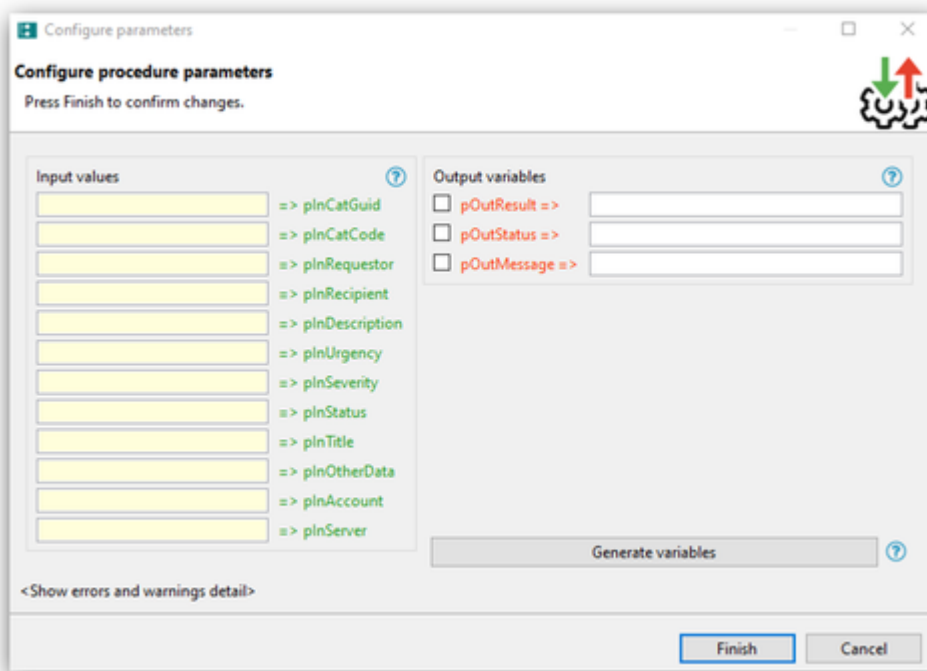 Configure parameters
Configure procedure parameters
Press Finish to confirm changes.
Input values
=> pInCatGuid
=> pInCatCode
=> pInRequestor
=> pInRecipient
=> pInDescription
=> pInUrgency
=> pInSeverity
=> pInStatus
=> pInTitle
=> pInOtherData
=> pInAccount
=> pInServer
Output variables
pOutResult =>
pOutStatus =>
pOutMessage =>
Generate variables
<Show errors and warnings detail>
Finish Cancel